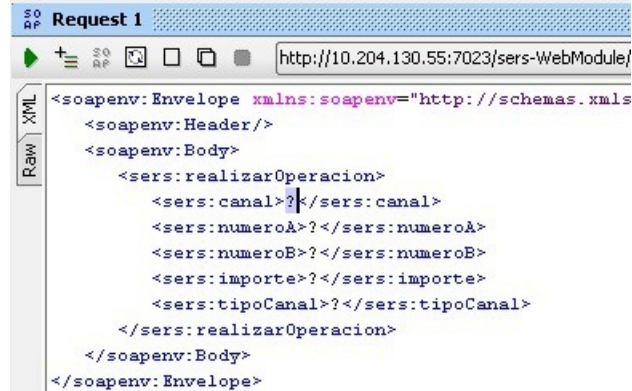 SO AP Request 1
http://10.204.130.55:7023/sers-WebModule/
XML
Raw
<soapenv:Envelope xmlns:soapenv="http://schemas.xmls
<soapenv:Header/>
<soapenv:Body>
<sers:realizarOperacion>
<sers:canal>?</sers:canal>
<sers:numeroA>?</sers:numeroA>
<sers:numeroB>?</sers:numeroB>
<sers:importe>?</sers:importe>
<sers:tipoCanal>?</sers:tipoCanal>
</sers:realizarOperacion>
</soapenv:Body>
</soapenv:Envelope>